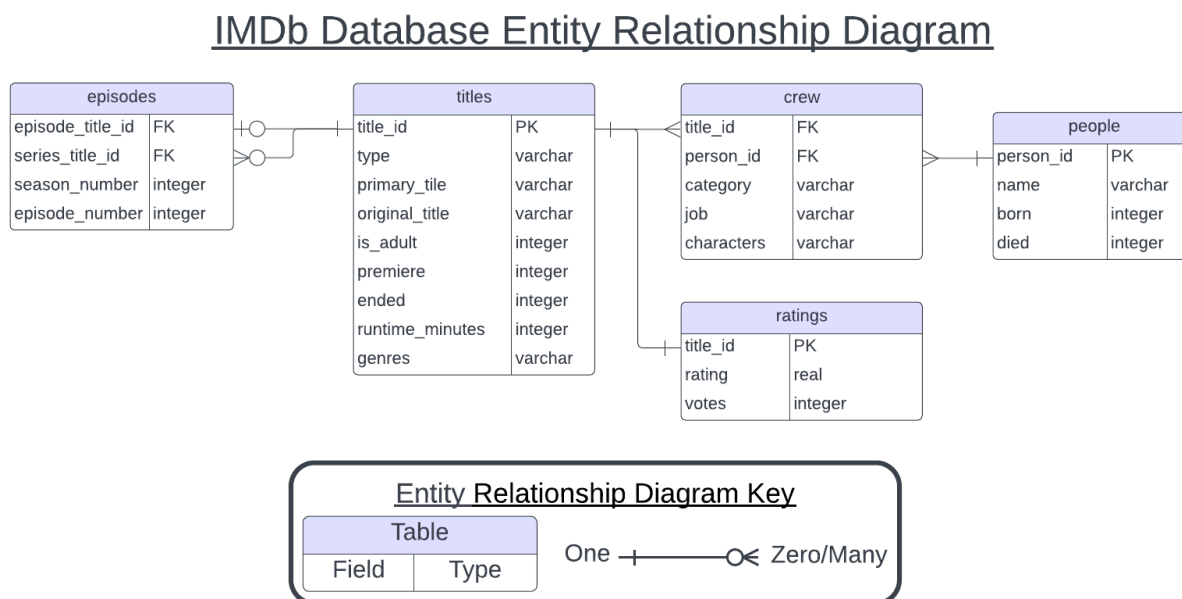 IMDb Database Entity Relationship Diagram
episodes
episode_title_id FK
series_title_id FK
season_number integer
episode_number integer
titles
title_id PK
type varchar
primary_tile varchar
original_title varchar
is_adult integer
premiere integer
ended integer
runtime_minutes integer
genres varchar
crew
title_id FK
person_id FK
category varchar
job varchar
characters varchar
people
person_id PK
name varchar
born integer
died integer
ratings
title_id PK
rating real
votes integer
Entity Relationship Diagram Key
Table
Field Type
One Zero/Many